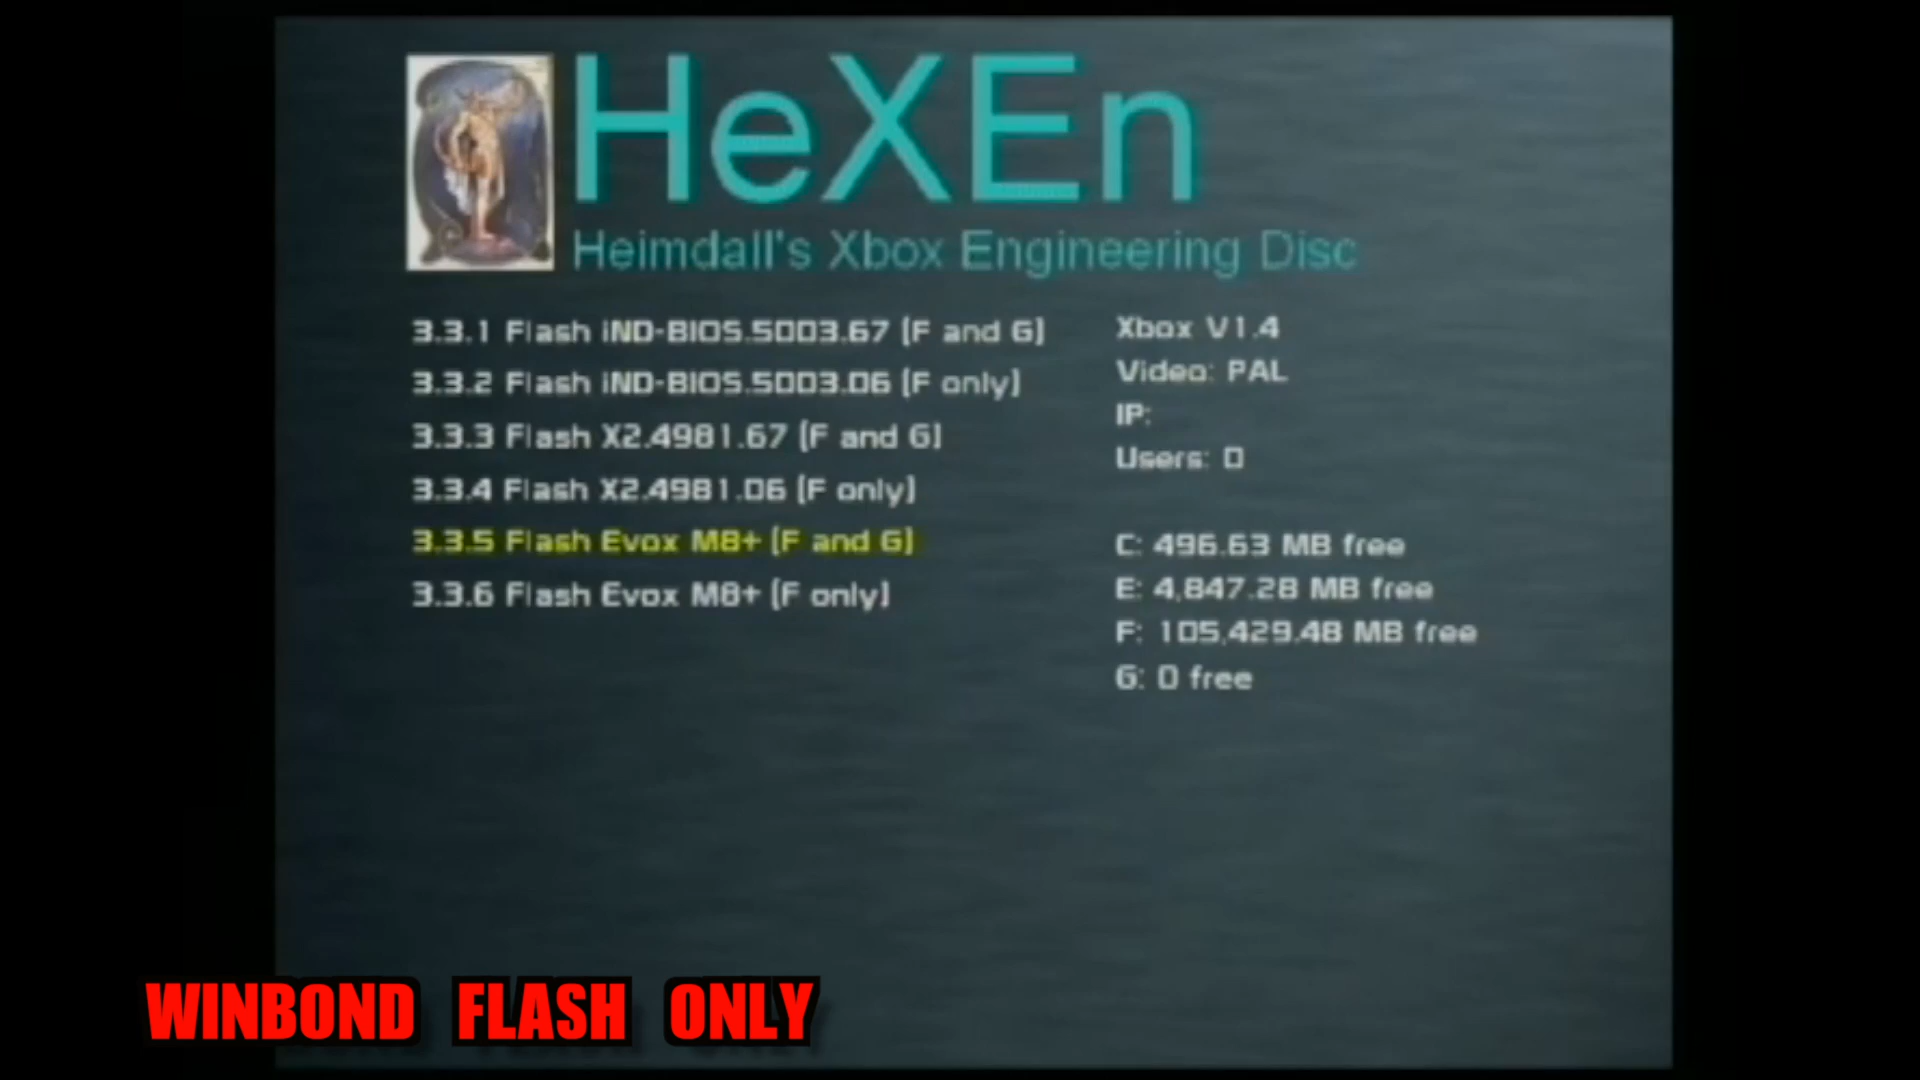 HeXEn
Heimdall's Xbox Engineering Disc
3.3.1 Flash iND-BIOS.5003.67 (F and G)
3.3.2 Flash iND-BIOS.5003.06 (F only)
3.3.3 Flash X2.4981.67 (F and G)
3.3.4 Flash X2.4981.06 (F only)
3.3.5 Flash Evox M8+ (F and G)
3.3.6 Flash Evox M8+ (F only)
Xbox V1.4
Video: PAL
IP:
Users: 0
C: 496.63 MB free
E: 4,847.28 MB free
F: 105,429.48 MB free
G: 0 free
WINBOND FLASH ONLY